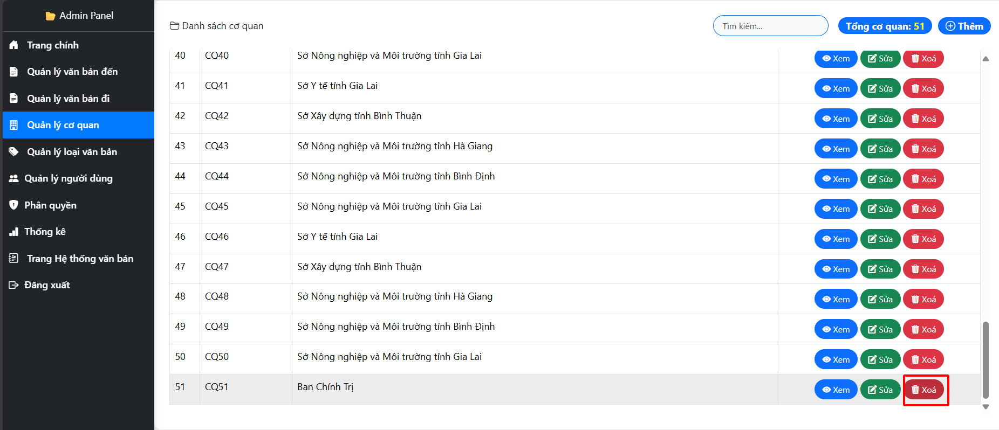 Admin Panel
Trang chính
Quản lý văn bản đến
Quản lý văn bản đi
Quản lý cơ quan
Quản lý loại văn bản
Quản lý người dùng
Phân quyền
Thống kê
Trang Hệ thống văn bản
Đăng xuất
Danh sách cơ quan
Tìm kiếm...
Tổng cơ quan: 51
Thêm
40 CQ40 Sở Nông nghiệp và Môi trường tỉnh Gia Lai Xem Sửa Xoá
41 CQ41 Sở Y tế tỉnh Gia Lai Xem Sửa Xoá
42 CQ42 Sở Xây dựng tỉnh Bình Thuận Xem Sửa Xoá
43 CQ43 Sở Nông nghiệp và Môi trường tỉnh Hà Giang Xem Sửa Xoá
44 CQ44 Sở Nông nghiệp và Môi trường tỉnh Bình Định Xem Sửa Xoá
45 CQ45 Sở Nông nghiệp và Môi trường tỉnh Gia Lai Xem Sửa Xoá
46 CQ46 Sở Y tế tỉnh Gia Lai Xem Sửa Xoá
47 CQ47 Sở Xây dựng tỉnh Bình Thuận Xem Sửa Xoá
48 CQ48 Sở Nông nghiệp và Môi trường tỉnh Hà Giang Xem Sửa Xoá
49 CQ49 Sở Nông nghiệp và Môi trường tỉnh Bình Định Xem Sửa Xoá
50 CQ50 Sở Nông nghiệp và Môi trường tỉnh Gia Lai Xem Sửa Xoá
51 CQ51 Ban Chính Trị Xem Sửa Xoá